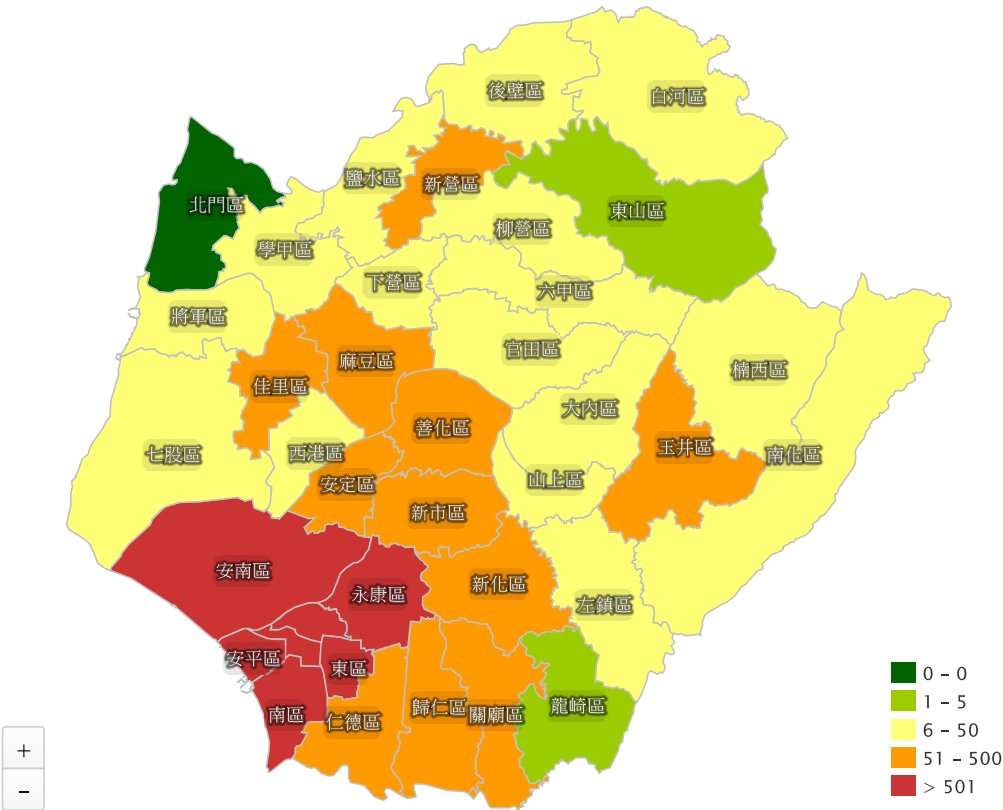 後壁區
白河區
鹽水區
新營區
北門區
東山區
柳營區
學甲區
下營區
六甲區
將軍區
官田區
麻豆區
楠西區
佳里區
大內區
善化區
玉井區
七股區
西港區
南化區
山上區
安定區
新市區
安南區
新化區
永康區
左鎮區
安平區
東區
龍崎區
歸仁區
南區
關廟區
仁德區
0 – 0
1 – 5
6 – 50
51 – 500
> 501
+
-